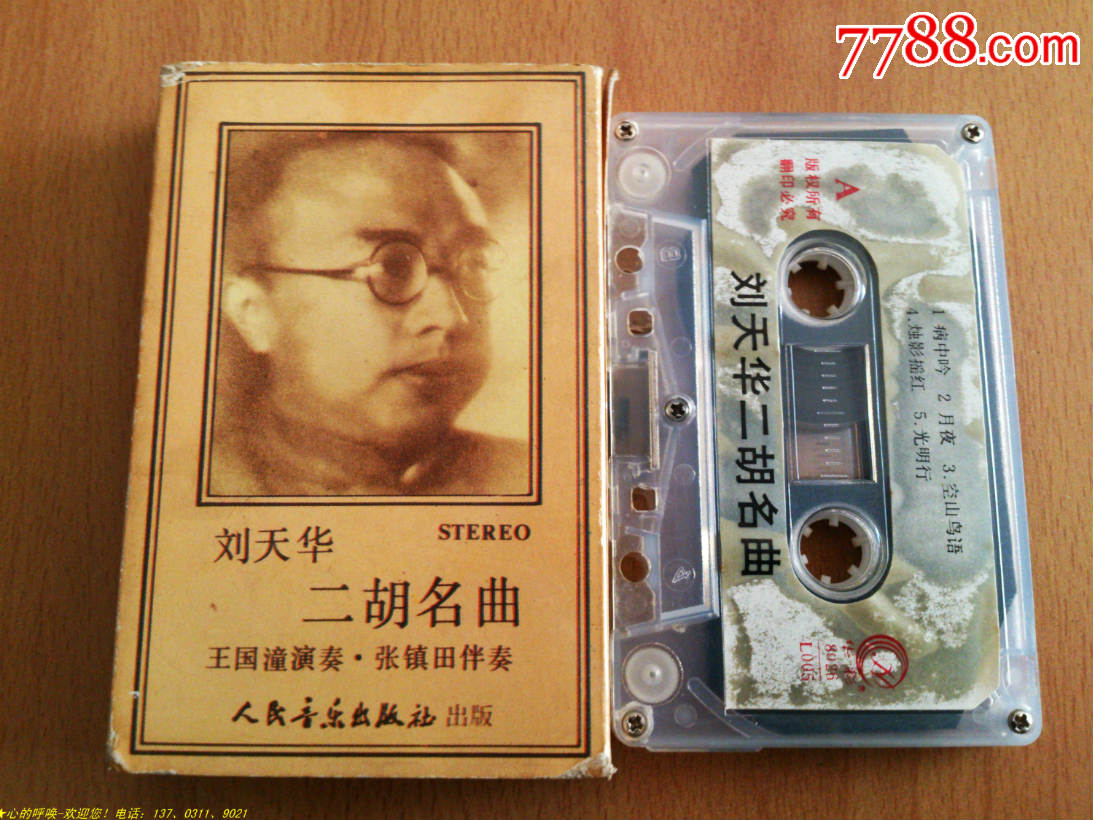 7788.com
刘天华
STEREO
二胡名曲
王国潼演奏·张镇田伴奏
人民音乐出版社 出版
A
版权所有
翻印必究
刘天华二胡名曲
1 病中吟 2 月夜 3.空山鸟语
4.烛影摇红 5.光明行
L005
★心的呼唤-欢迎您！电话：137、0311、9021